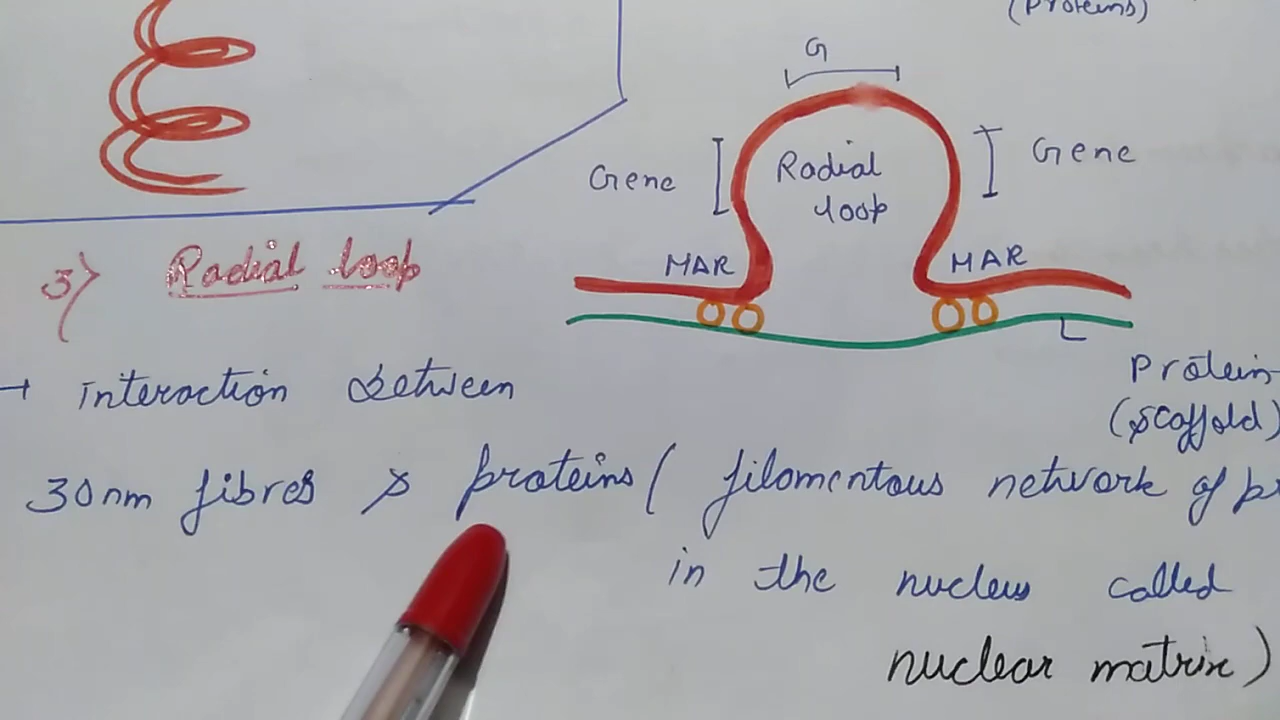 (Proteins)
G
Gene
Radial
loop
Gene
MAR
MAR
3) Radial loop
Protein
(scaffold)
→ interaction between
30nm fibres & proteins ( filamentous network of pr
in the nucleus called
nuclear matrix)